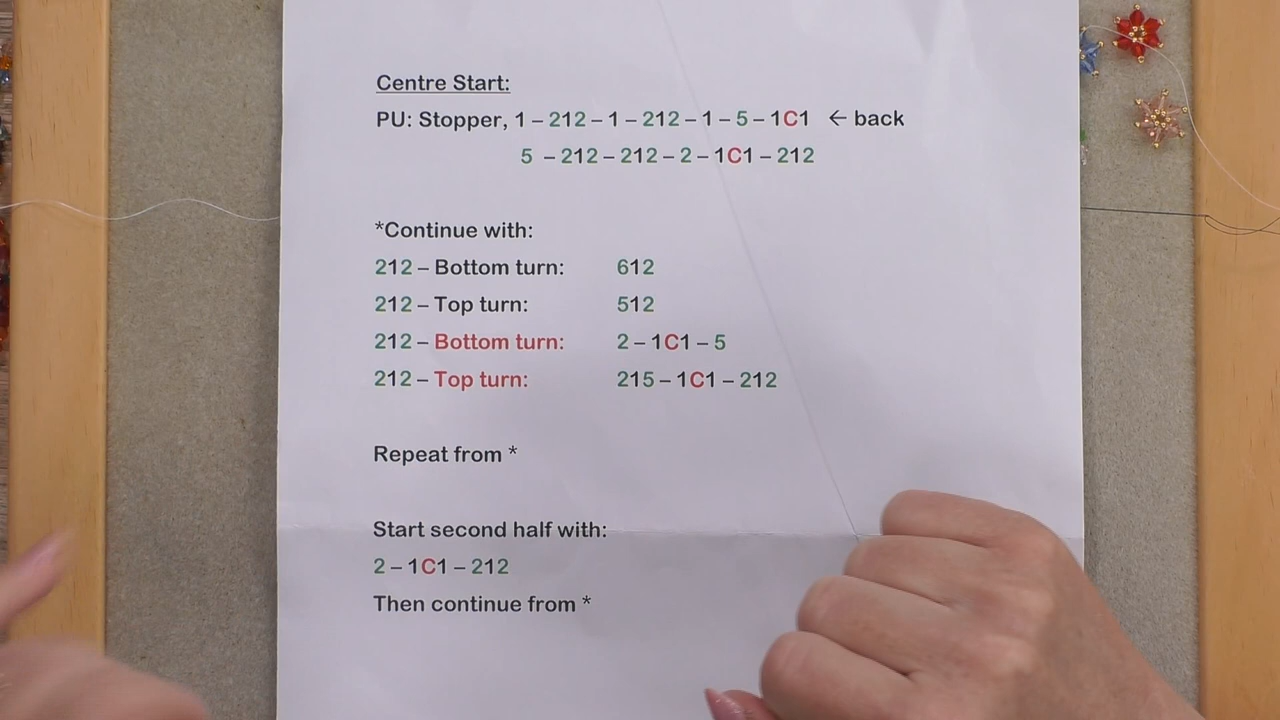 Centre Start:
PU: Stopper, 1 – 212 – 1 – 212 – 1 – 5 – 1C1 ← back
5 – 212 – 212 – 2 – 1C1 – 212
*Continue with:
212 – Bottom turn: 612
212 – Top turn: 512
212 – Bottom turn: 2 – 1C1 – 5
212 – Top turn: 215 – 1C1 – 212
Repeat from *
Start second half with:
2 – 1C1 – 212
Then continue from *